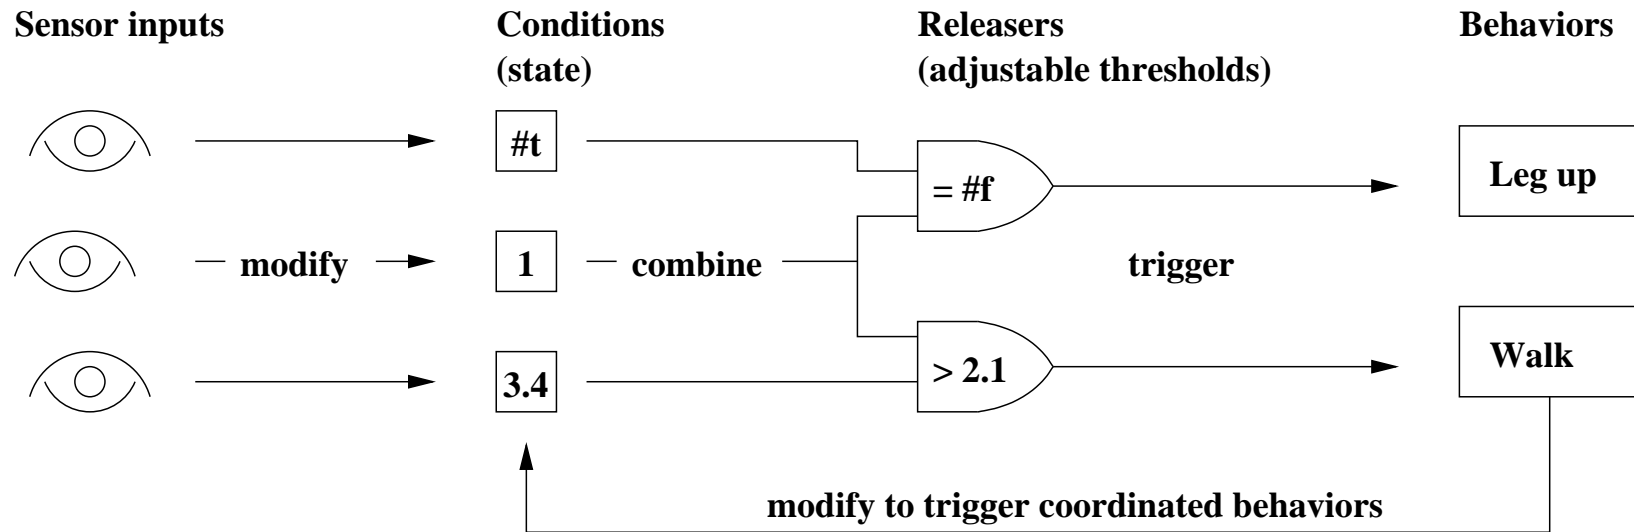 Sensor inputs
Conditions
(state)
Releasers
(adjustable thresholds)
Behaviors
#t
= #f
Leg up
modify
1
combine
trigger
3.4
> 2.1
Walk
modify to trigger coordinated behaviors